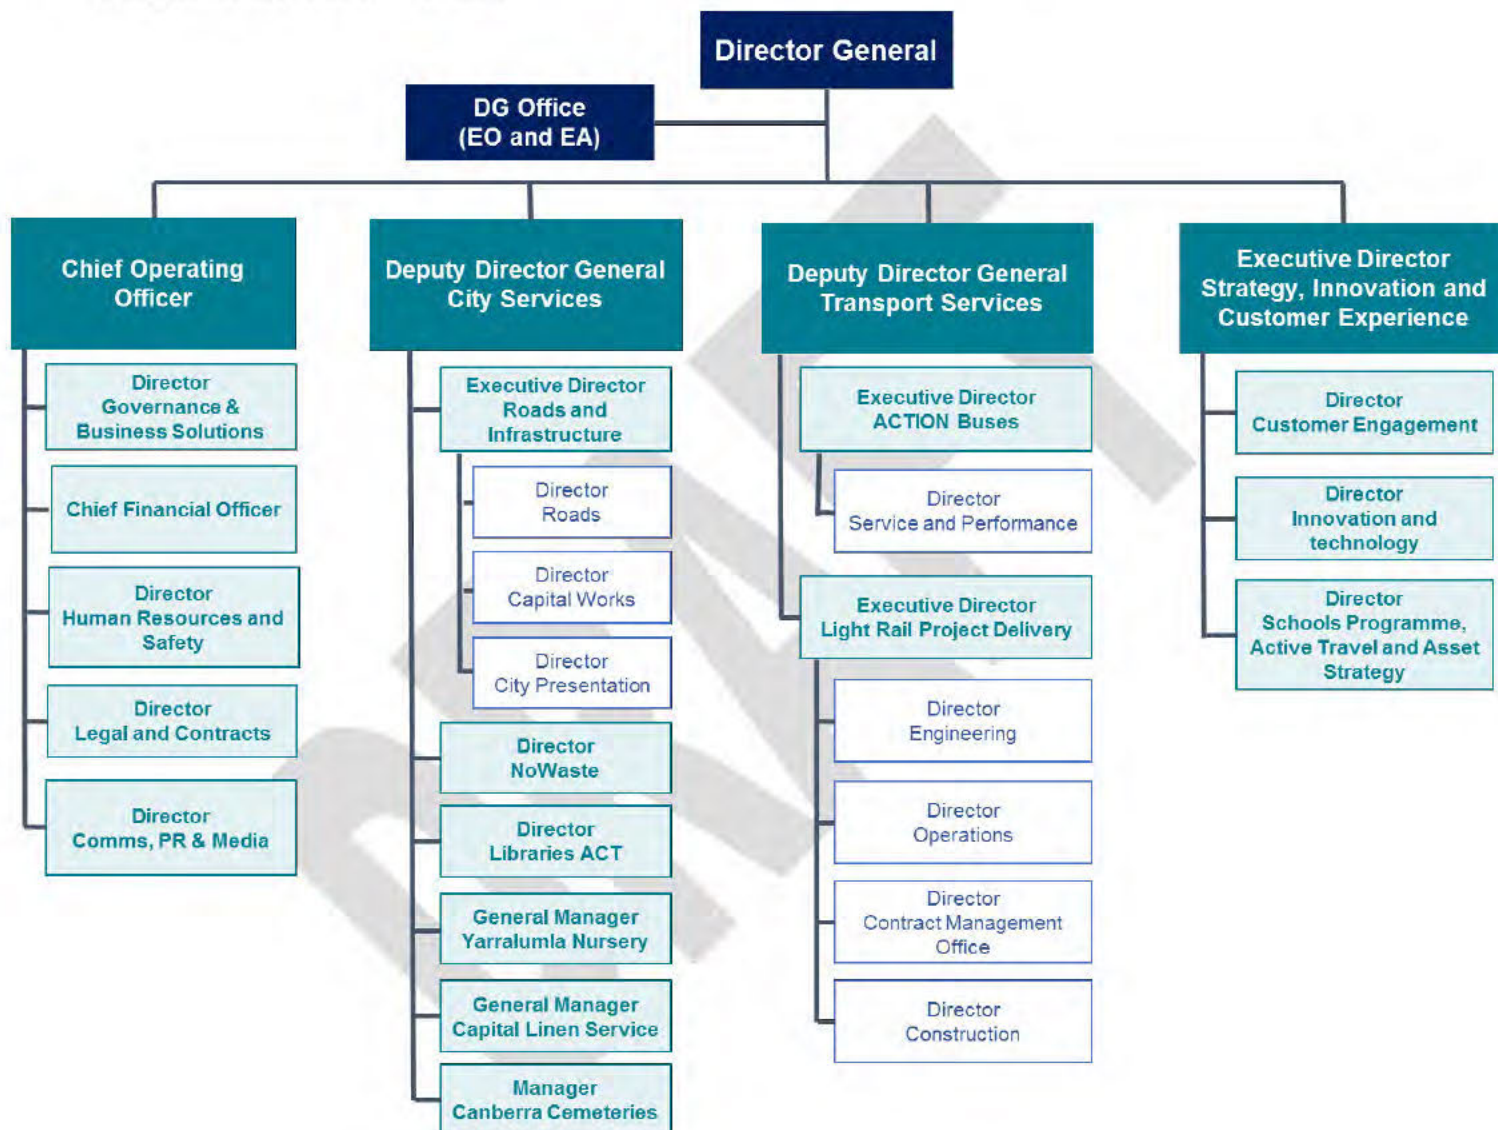 Director General
DG Office
(EO and EA)
Chief Operating
Officer
Director
Governance &
Business Solutions
Chief Financial Officer
Director
Human Resources and
Safety
Director
Legal and Contracts
Director
Comms, PR & Media
Deputy Director General
City Services
Executive Director
Roads and
Infrastructure
Director
Roads
Director
Capital Works
Director
City Presentation
Director
NoWaste
Director
Libraries ACT
General Manager
Yarralumla Nursery
General Manager
Capital Linen Service
Manager
Canberra Cemeteries
Deputy Director General
Transport Services
Executive Director
ACTION Buses
Director
Service and Performance
Executive Director
Light Rail Project Delivery
Director
Engineering
Director
Operations
Director
Contract Management
Office
Director
Construction
Executive Director
Strategy, Innovation and
Customer Experience
Director
Customer Engagement
Director
Innovation and
technology
Director
Schools Programme,
Active Travel and Asset
Strategy
DRAFT